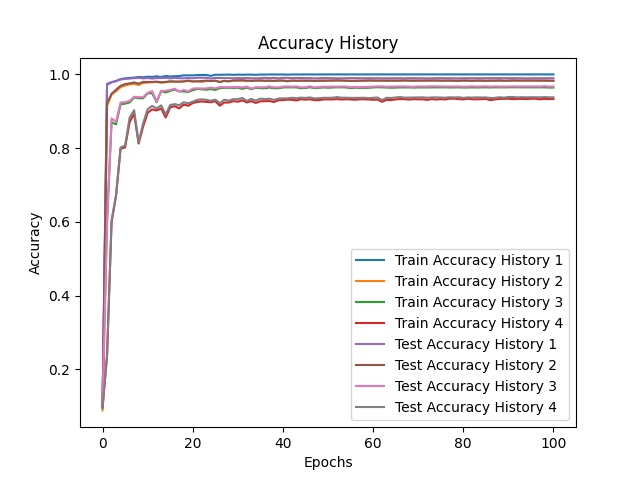 Accuracy History
1.0
0.8
0.6
0.4
0.2
Accuracy
Train Accuracy History 1
Train Accuracy History 2
Train Accuracy History 3
Train Accuracy History 4
Test Accuracy History 1
Test Accuracy History 2
Test Accuracy History 3
Test Accuracy History 4
0 20 40 60 80 100
Epochs